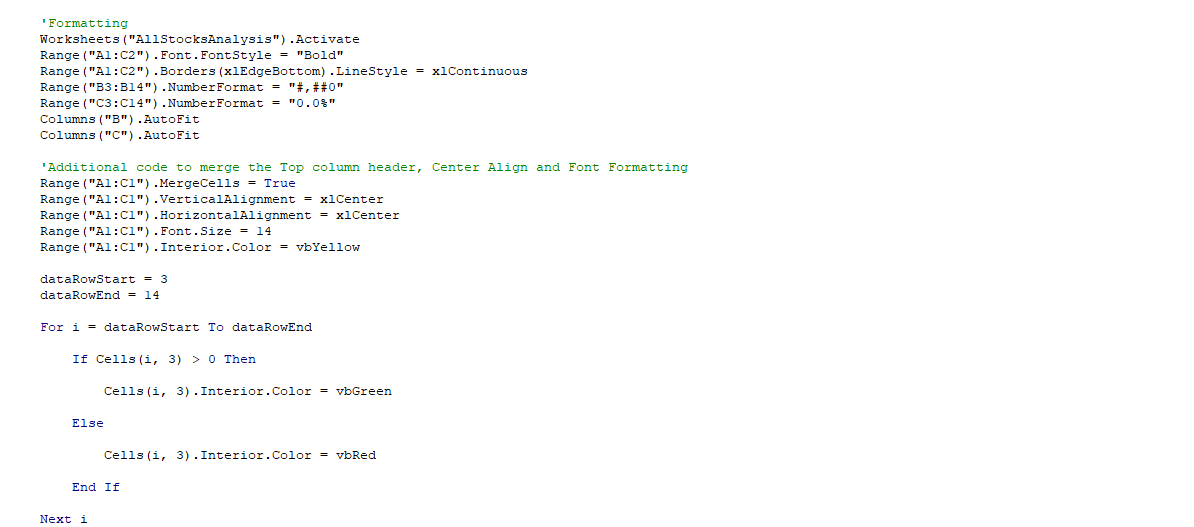 'Formatting
Worksheets("AllStocksAnalysis").Activate
Range("A1:C2").Font.FontStyle = "Bold"
Range("A1:C2").Borders(xlEdgeBottom).LineStyle = xlContinuous
Range("B3:B14").NumberFormat = "#,##0"
Range("C3:C14").NumberFormat = "0.0%"
Columns("B").AutoFit
Columns("C").AutoFit
'Additional code to merge the Top column header, Center Align and Font Formatting
Range("A1:C1").MergeCells = True
Range("A1:C1").VerticalAlignment = xlCenter
Range("A1:C1").HorizontalAlignment = xlCenter
Range("A1:C1").Font.Size = 14
Range("A1:C1").Interior.Color = vbYellow
dataRowStart = 3
dataRowEnd = 14
For i = dataRowStart To dataRowEnd
If Cells(i, 3) > 0 Then
Cells(i, 3).Interior.Color = vbGreen
Else
Cells(i, 3).Interior.Color = vbRed
End If
Next i